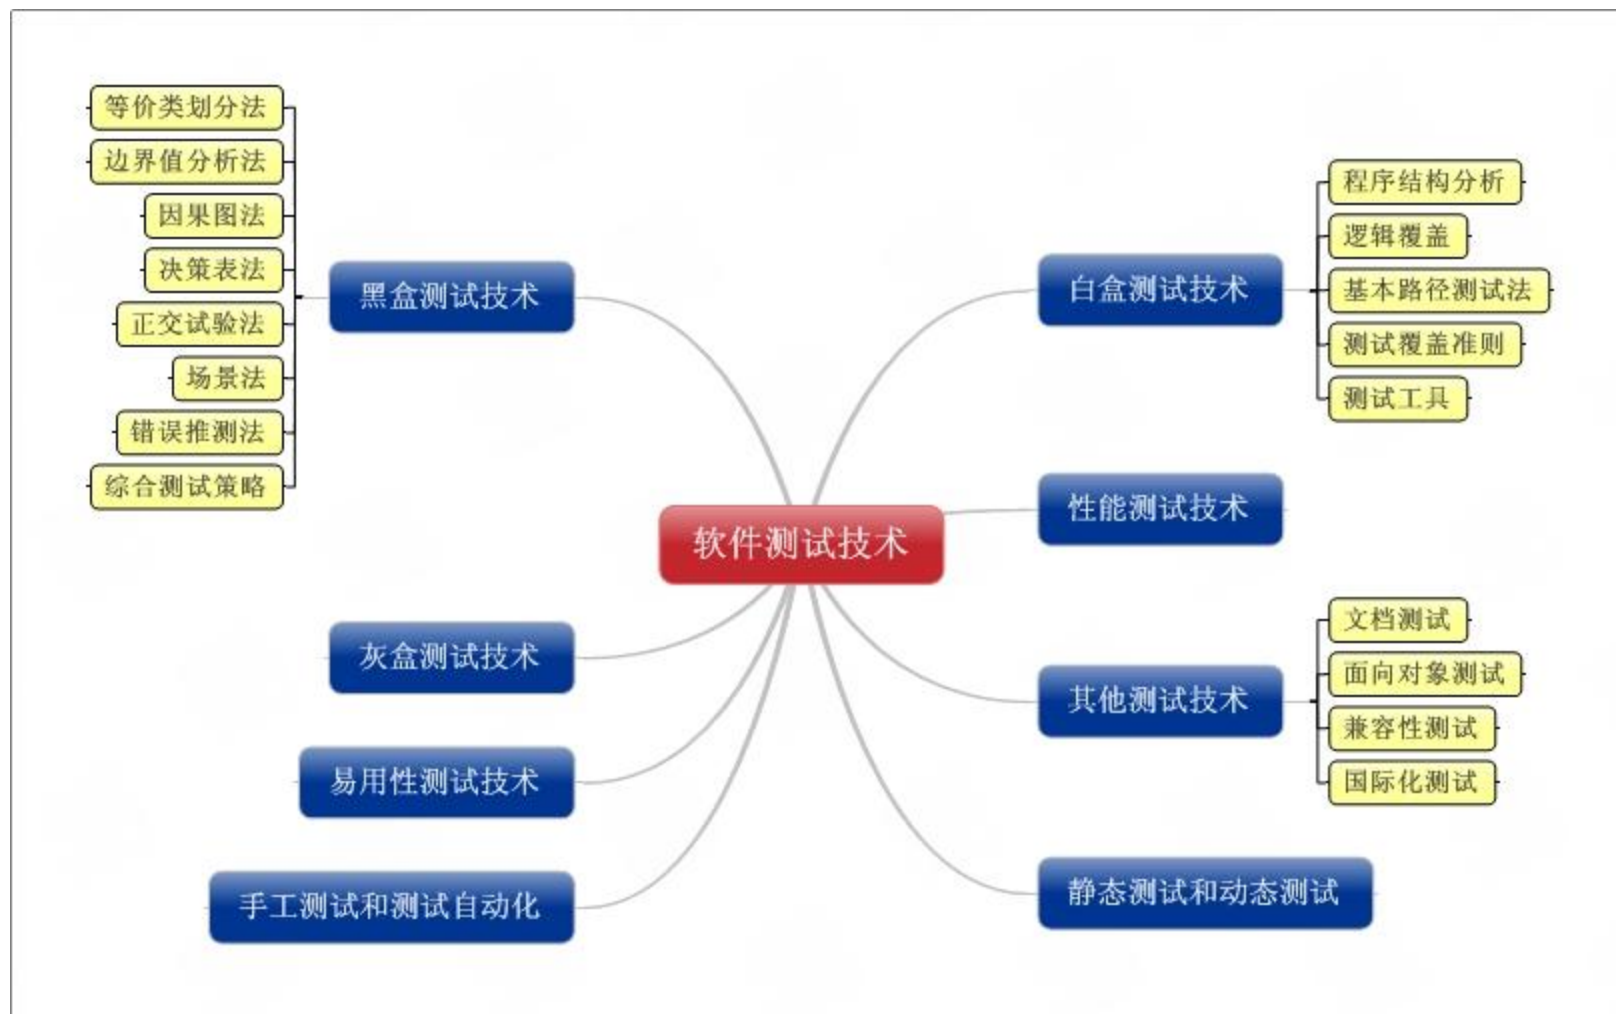 等价类划分法
边界值分析法
因果图法
决策表法
正交试验法
场景法
错误推测法
综合测试策略
黑盒测试技术
灰盒测试技术
易用性测试技术
手工测试和测试自动化
软件测试技术
白盒测试技术
程序结构分析
逻辑覆盖
基本路径测试法
测试覆盖准则
测试工具
性能测试技术
其他测试技术
文档测试
面向对象测试
兼容性测试
国际化测试
静态测试和动态测试